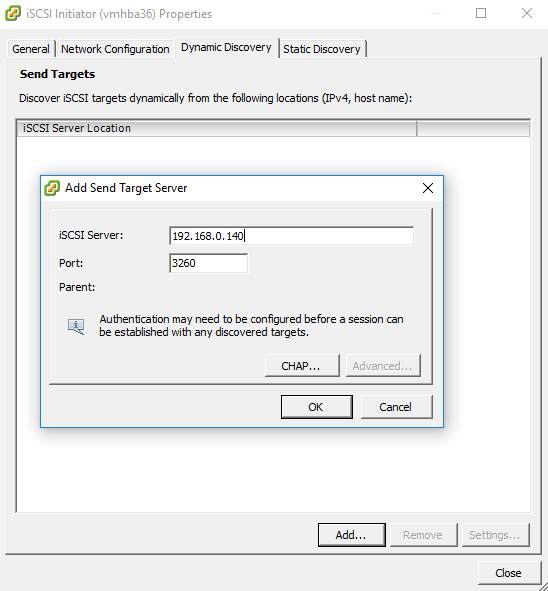 iSCSI Initiator (vmhba36) Properties
General
Network Configuration
Dynamic Discovery
Static Discovery
Send Targets
Discover iSCSI targets dynamically from the following locations (IPv4, host name):
iSCSI Server Location
Add Send Target Server
iSCSI Server:
192.168.0.140
Port:
3260
Parent:
Authentication may need to be configured before a session can
be established with any discovered targets.
CHAP...
Advanced...
OK
Cancel
Add...
Remove
Settings...
Close